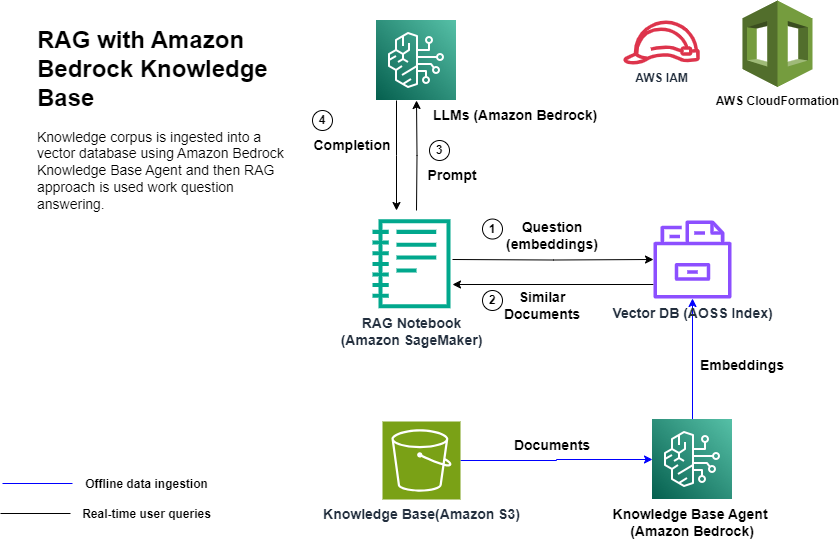 RAG with Amazon
Bedrock Knowledge
Base
Knowledge corpus is ingested into a
vector database using Amazon Bedrock
Knowledge Base Agent and then RAG
approach is used work question
answering.
AWS IAM
AWS CloudFormation
LLMs (Amazon Bedrock)
4
Completion
3
Prompt
1
Question
(embeddings)
2
Similar
Documents
RAG Notebook
(Amazon SageMaker)
Vector DB (AOSS Index)
Embeddings
Documents
Knowledge Base(Amazon S3)
Knowledge Base Agent
(Amazon Bedrock)
Offline data ingestion
Real-time user queries